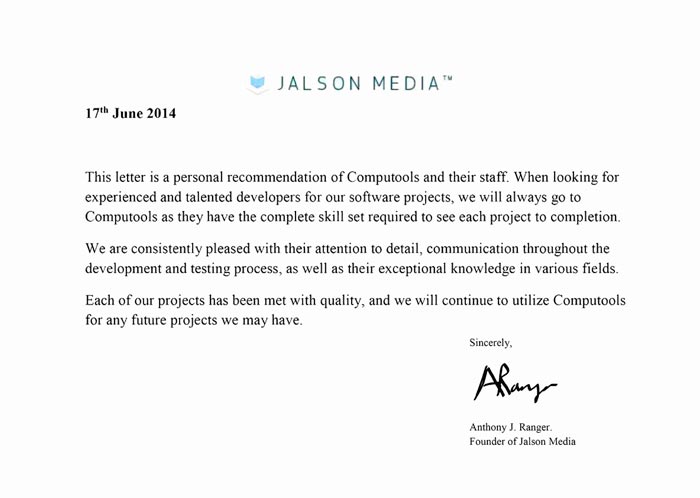 JALSON MEDIA™
17th June 2014
This letter is a personal recommendation of Computools and their staff. When looking for
experienced and talented developers for our software projects, we will always go to
Computools as they have the complete skill set required to see each project to completion.
We are consistently pleased with their attention to detail, communication throughout the
development and testing process, as well as their exceptional knowledge in various fields.
Each of our projects has been met with quality, and we will continue to utilize Computools
for any future projects we may have.
Sincerely,
ARanger
Anthony J. Ranger.
Founder of Jalson Media